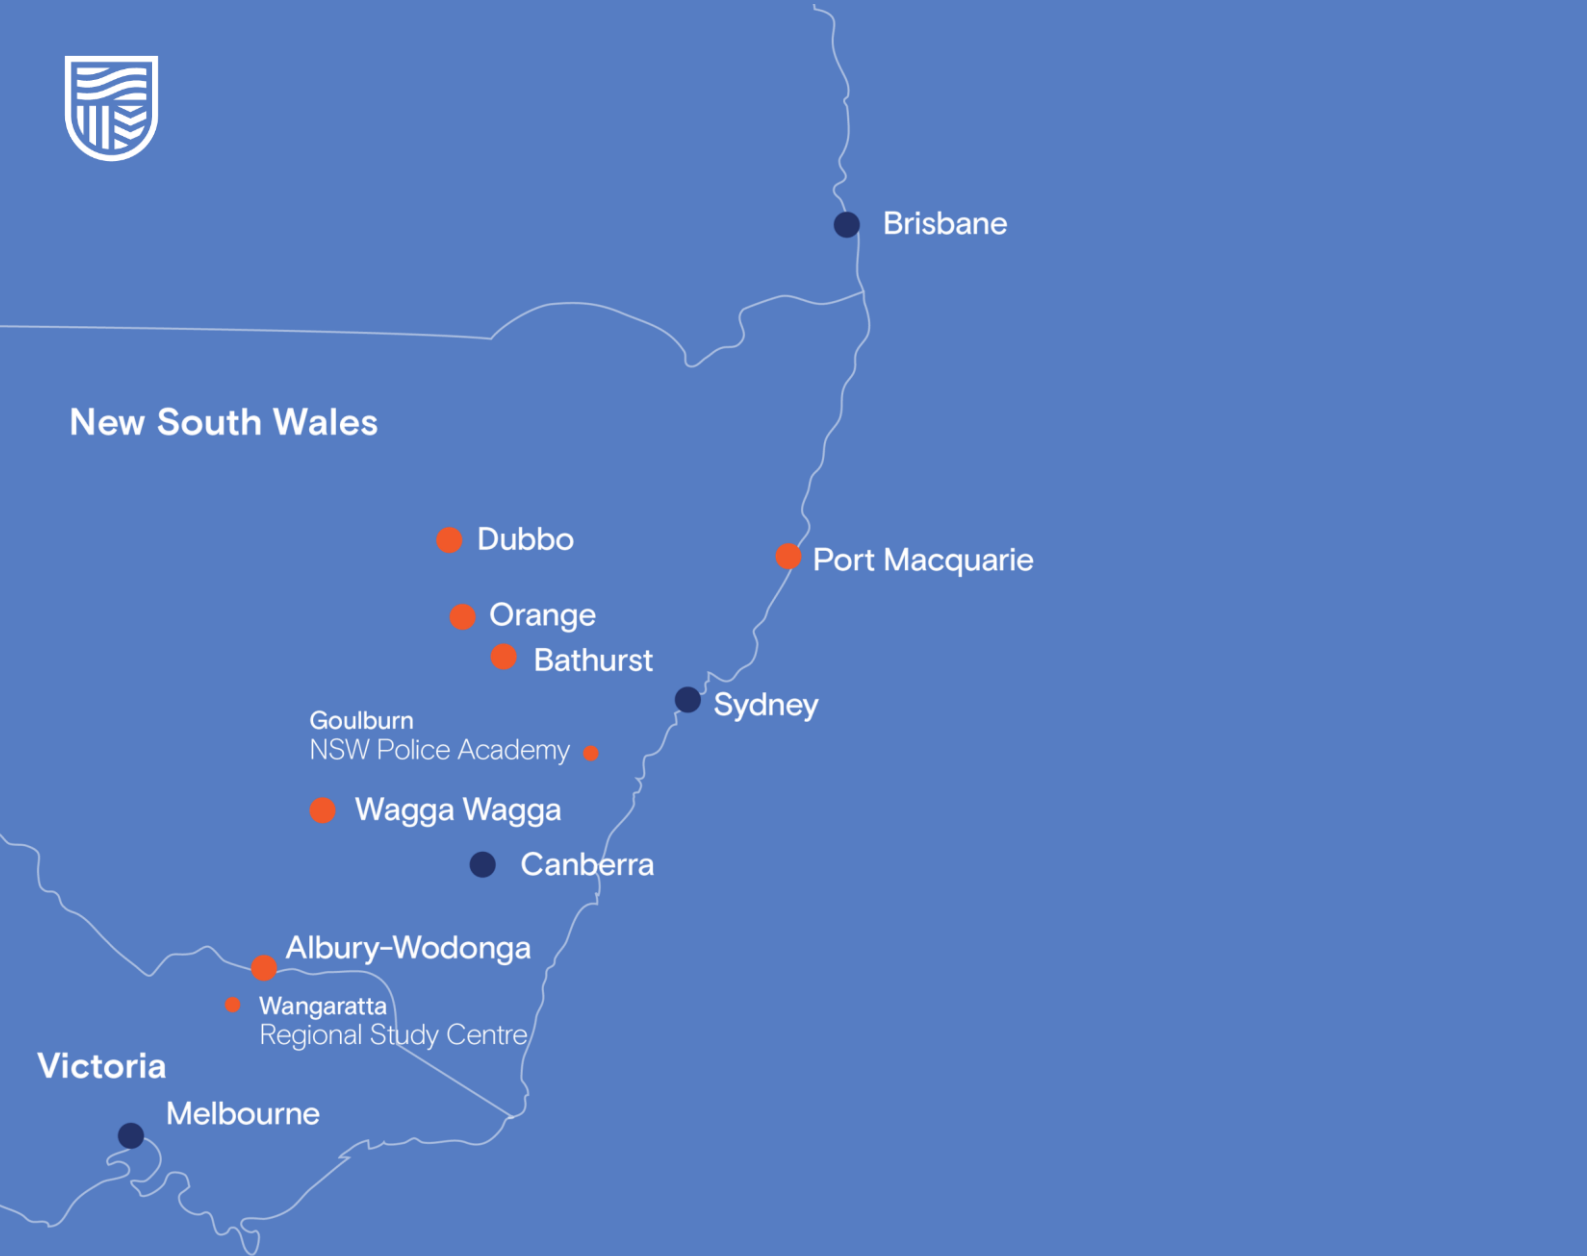 Brisbane
New South Wales
Dubbo
Port Macquarie
Orange
Bathurst
Sydney
Goulburn
NSW Police Academy
Wagga Wagga
Canberra
Albury-Wodonga
Wangaratta
Regional Study Centre
Victoria
Melbourne